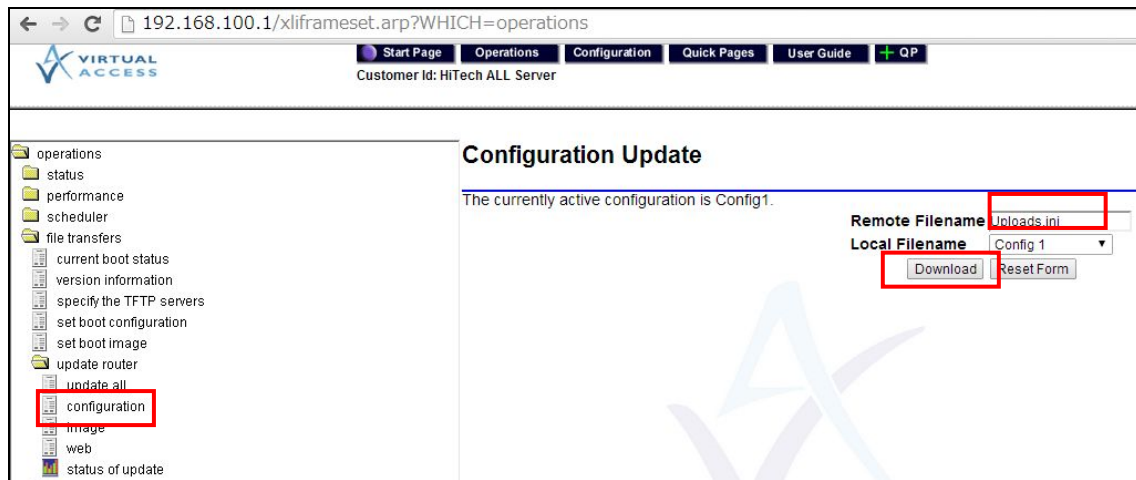 192.168.100.1/xliframeset.arp?WHICH=operations
VIRTUAL ACCESS
Start Page Operations Configuration Quick Pages User Guide + QP
Customer Id: HiTech ALL Server
operations
status
performance
scheduler
file transfers
current boot status
version information
specify the TFTP servers
set boot configuration
set boot image
update router
update all
configuration
image
web
status of update
Configuration Update
The currently active configuration is Config1.
Remote Filename Uploads.ini
Local Filename Config 1
Download Reset Form